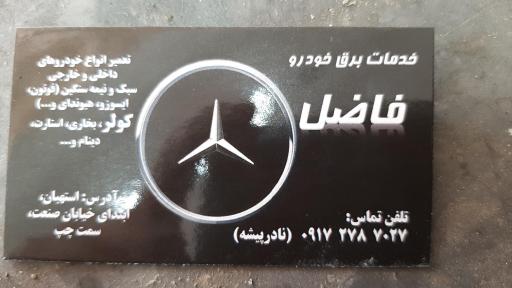 خدمات برق خودرو
فاضل
تعمیر انواع خودروهای
داخلی و خارجی
سبک و نیمه سنگین (فوتون،
ایسوزو، هیوندای و...)
کولر، بخاری، استارت،
دینام و...
آدرس: استهبان،
ابتدای خیابان صنعت،
سمت چپ
تلفن تماس:
۰۹۱۷ ۲۷۸ ۷۰۲۷ (نادرپیشه)